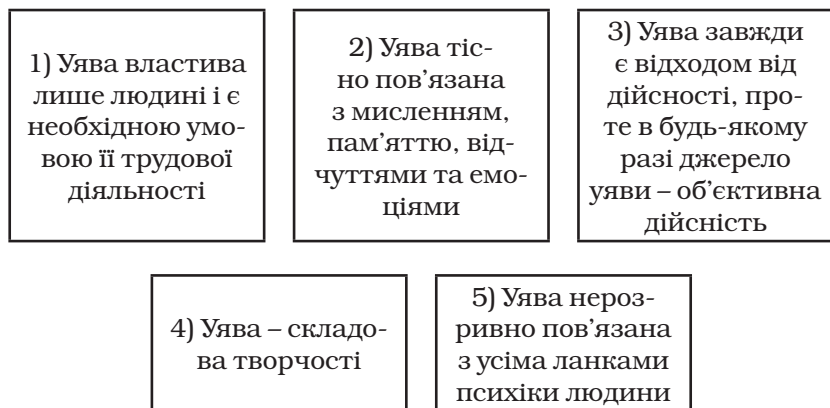 1) Уява властива
лише людині і є
необхідною умо-
вою її трудової
діяльності
2) Уява тіс-
но пов’язана
з мисленням,
пам’яттю, від-
чуттями та емо-
ціями
3) Уява завжди
є відходом від
дійсності, про-
те в будь-якому
разі джерело
уяви – об’єктивна
дійсність
4) Уява – складо-
ва творчості
5) Уява нероз-
ривно пов’язана
з усіма ланками
психіки людини